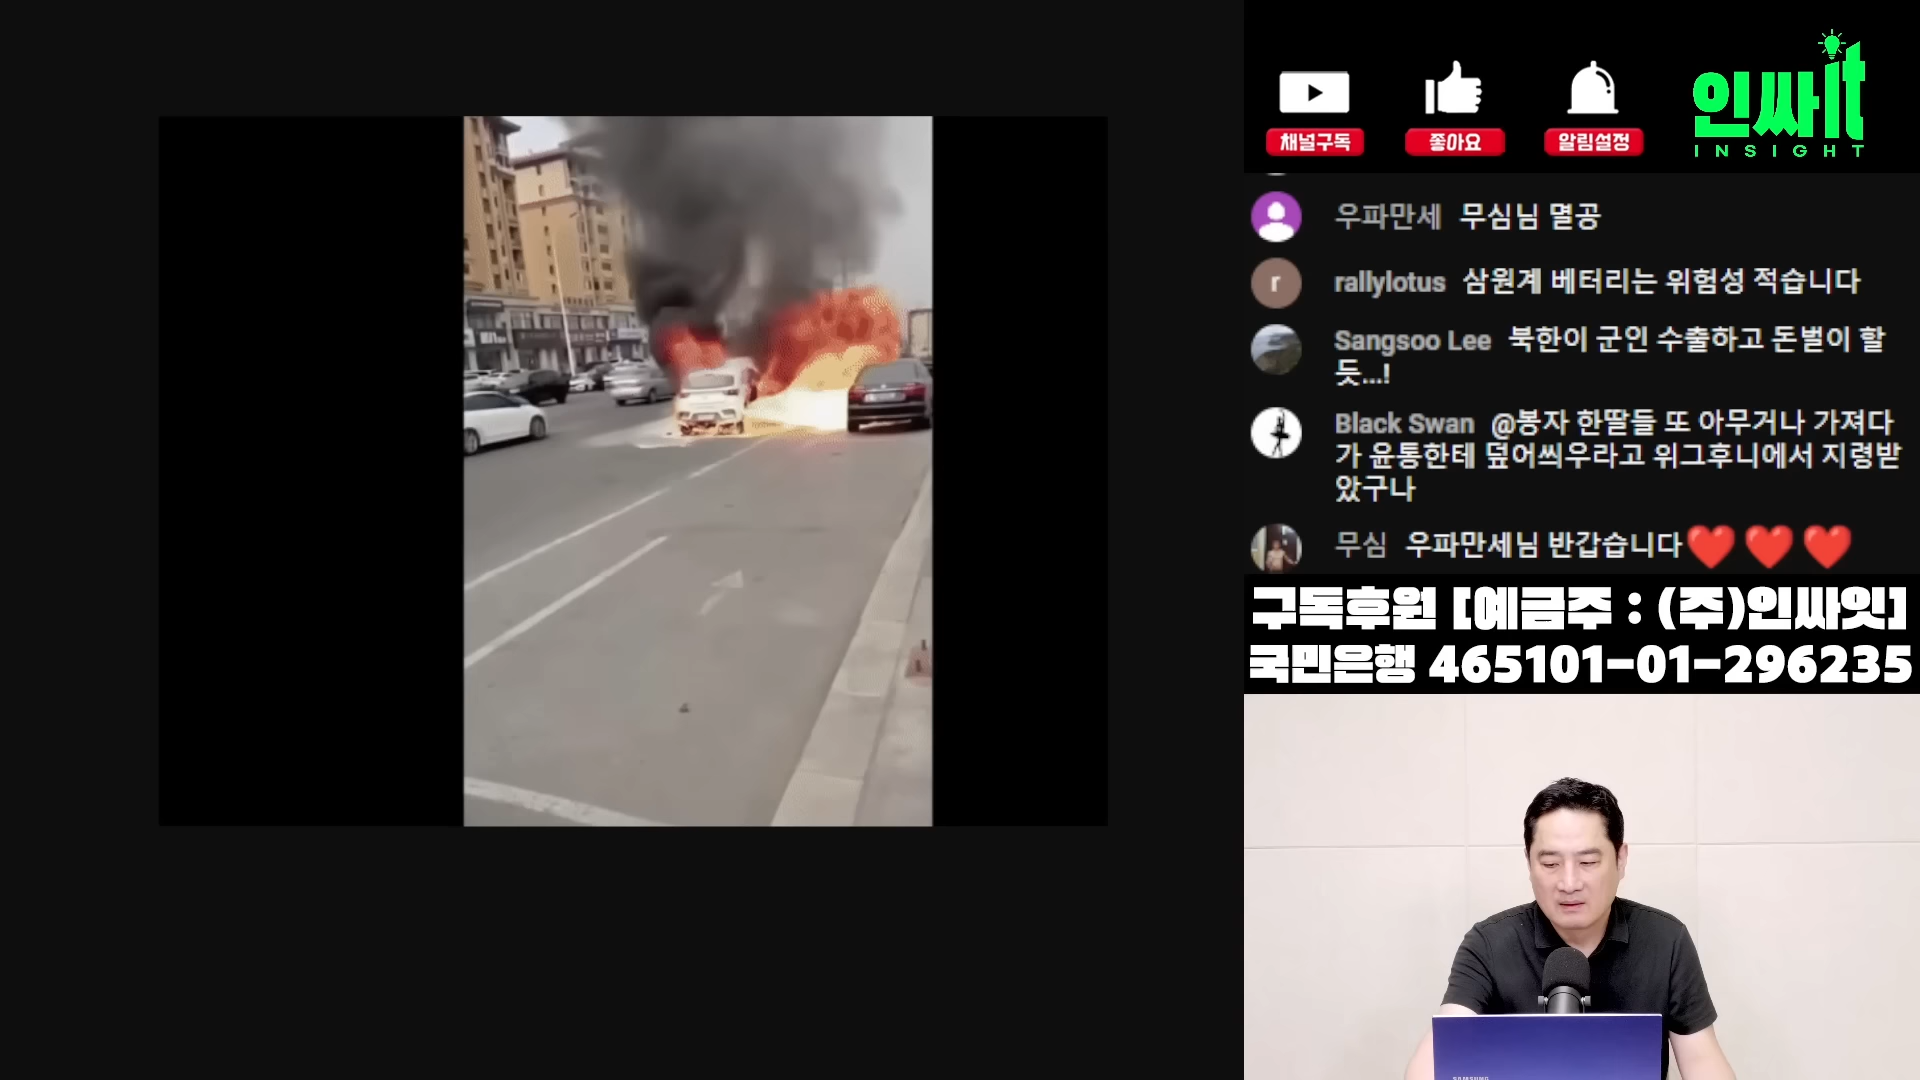 인싸it
INSIGHT
채널구독
좋아요
알림설정
우파만세 무심님 멸공
r
rallylotus 삼원계 베터리는 위험성 적습니다
Sangsoo Lee 북한이 군인 수출하고 돈벌이 할
듯...!
Black Swan @봉자 한딸들 또 아무거나 가져다
가 윤통한테 덮어씌우라고 위그후니에서 지령받
았구나
무심 우파만세님 반갑습니다❤️❤️❤️
구독후원 [예금주 : (주)인싸잇]
국민은행 465101-01-296235
SAMSUNG